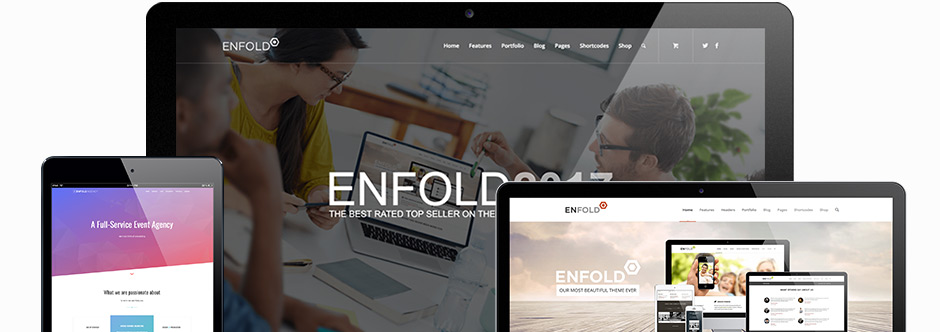 ENFOLD
Home Features Portfolio Blog Pages Shortcodes Shop
ENFOLD 2017
THE BEST RATED TOP SELLER ON THE
A Full-Service Event Agency
What we are passionate about
ENFOLD
Home Features Headers Portfolio Blog Pages Shortcodes Shop
ENFOLD
OUR MOST BEAUTIFUL THEME EVER
ENFOLD
ENFOLD